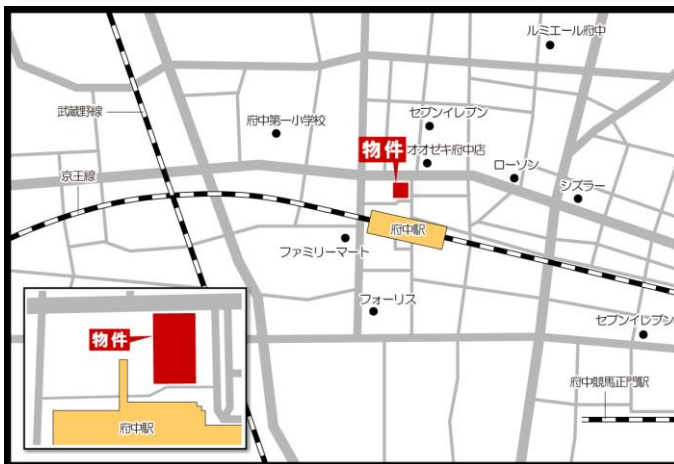 ルミエール府中
武蔵野線
府中第一小学校
セブンイレブン
物件
オオゼキ府中店
ローソン
京王線
シズラー
府中駅
ファミリーマート
フォーリス
セブンイレブン
物件
府中競馬正門駅
府中駅